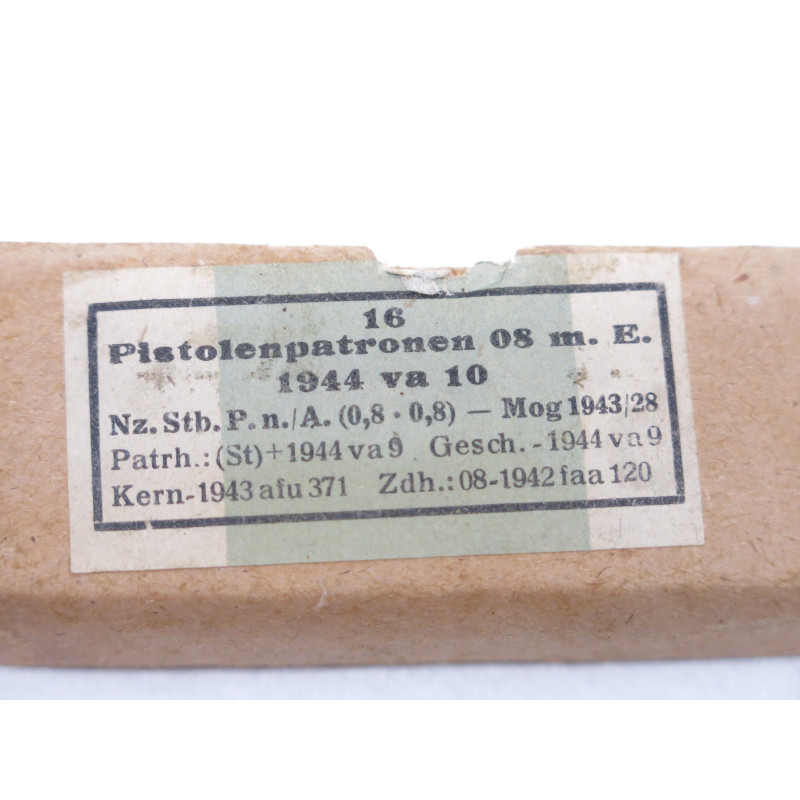 16
Pistolenpatronen 08 m. E.
1944 va 10
Nz. Stb. P. n./A. (0,8 · 0,8) — Mog 1943/28
Patrh.: (St)+1944 va 9 Gesch.-1944 va 9
Kern-1943 afu 371 Zdh.: 08-1942 faa 120